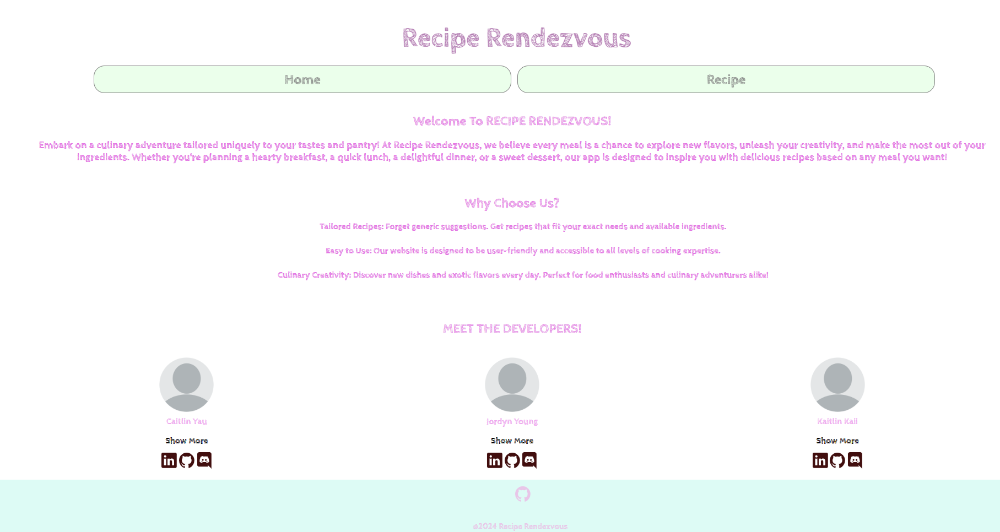 Recipe Rendezvous
Home
Recipe
Welcome To RECIPE RENDEZVOUS!
Embark on a culinary adventure tailored uniquely to your tastes and pantry! At Recipe Rendezvous, we believe every meal is a chance to explore new flavors, unleash your creativity, and make the most out of your
ingredients. Whether you're planning a hearty breakfast, a quick lunch, a delightful dinner, or a sweet dessert, our app is designed to inspire you with delicious recipes based on any meal you want!
Why Choose Us?
Tailored Recipes: Forget generic suggestions. Get recipes that fit your exact needs and available ingredients.
Easy to Use: Our website is designed to be user-friendly and accessible to all levels of cooking expertise.
Culinary Creativity: Discover new dishes and exotic flavors every day. Perfect for food enthusiasts and culinary adventurers alike!
MEET THE DEVELOPERS!
Caitlin Yau
Jordyn Young
Kaitlin Kaii
Show More
Show More
Show More
in
in
in
@2024 Recipe Rendezvous